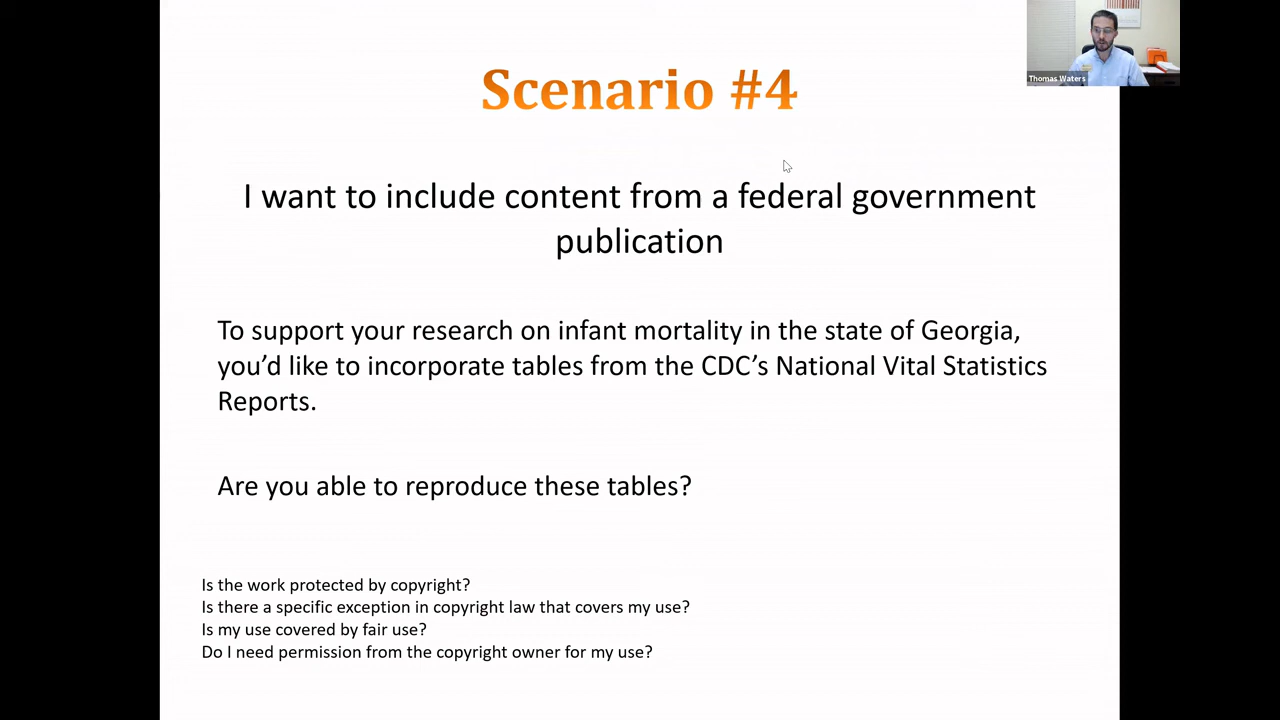 Thomas Waters
Scenario #4
I want to include content from a federal government
publication
To support your research on infant mortality in the state of Georgia,
you’d like to incorporate tables from the CDC’s National Vital Statistics
Reports.
Are you able to reproduce these tables?
Is the work protected by copyright?
Is there a specific exception in copyright law that covers my use?
Is my use covered by fair use?
Do I need permission from the copyright owner for my use?